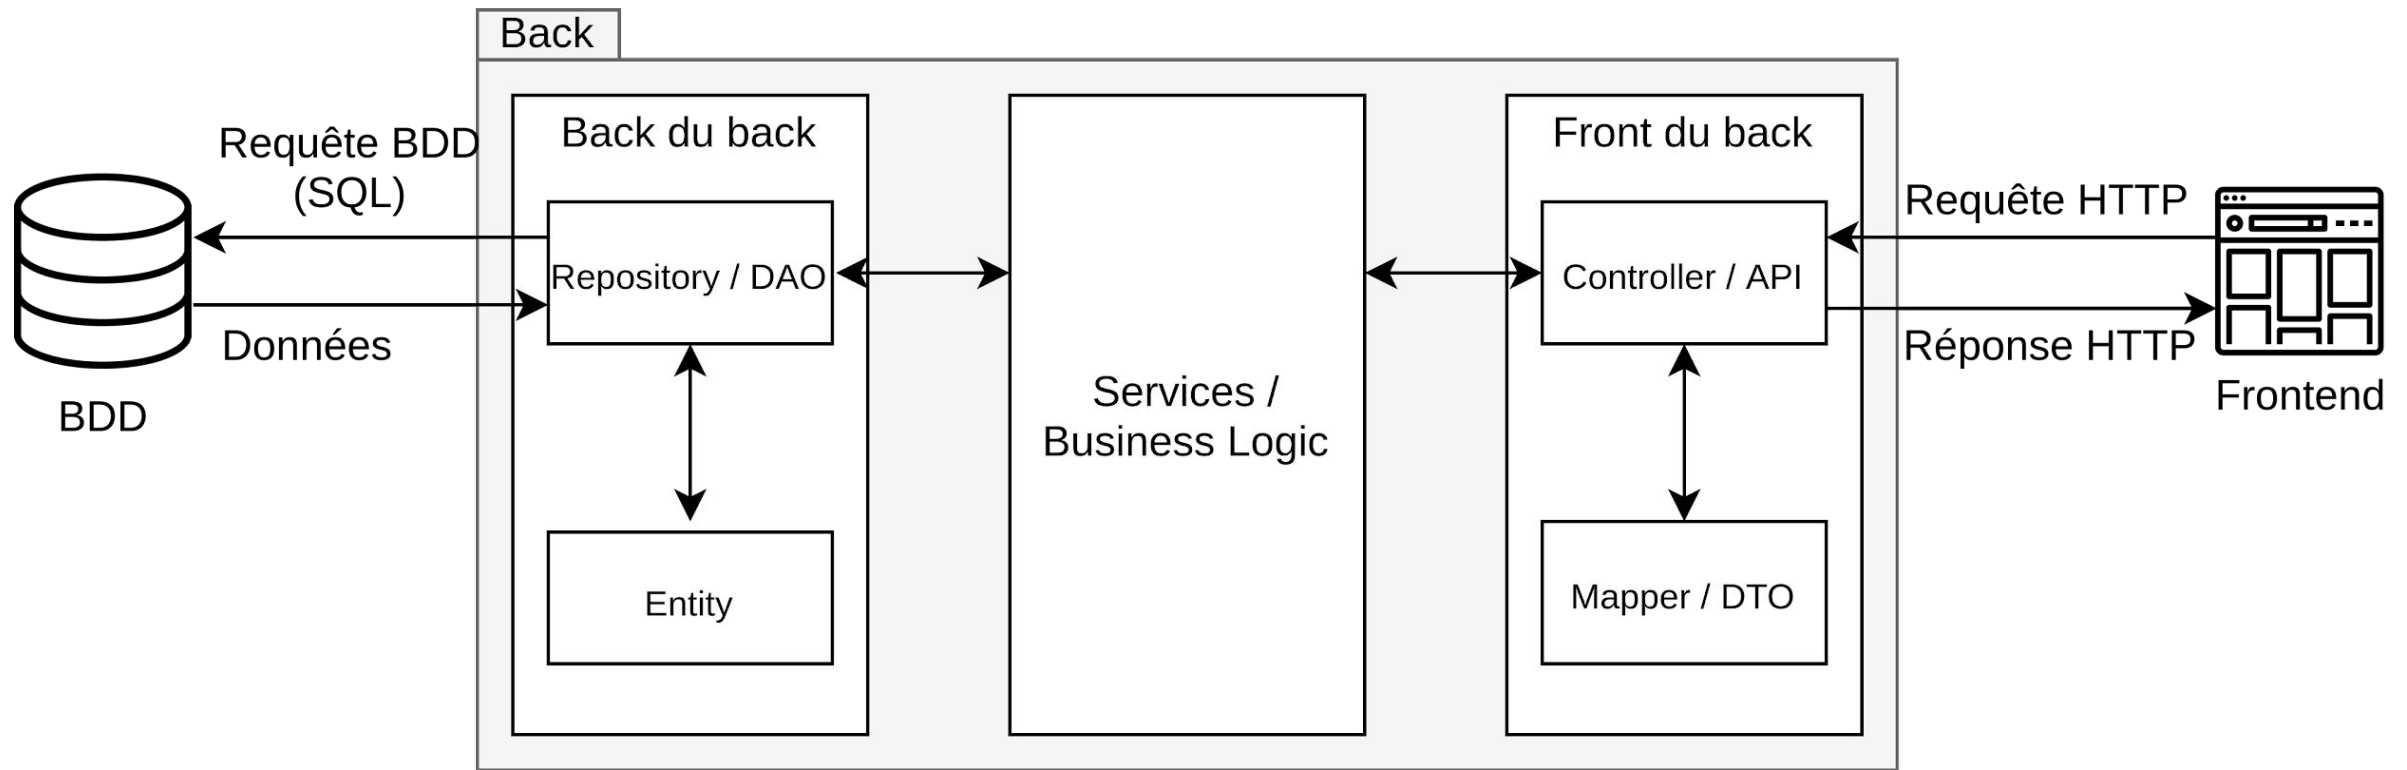 Back
Requête BDD
(SQL)
Données
BDD
Back du back
Repository / DAO
Entity
Services /
Business Logic
Front du back
Controller / API
Mapper / DTO
Requête HTTP
Réponse HTTP
Frontend